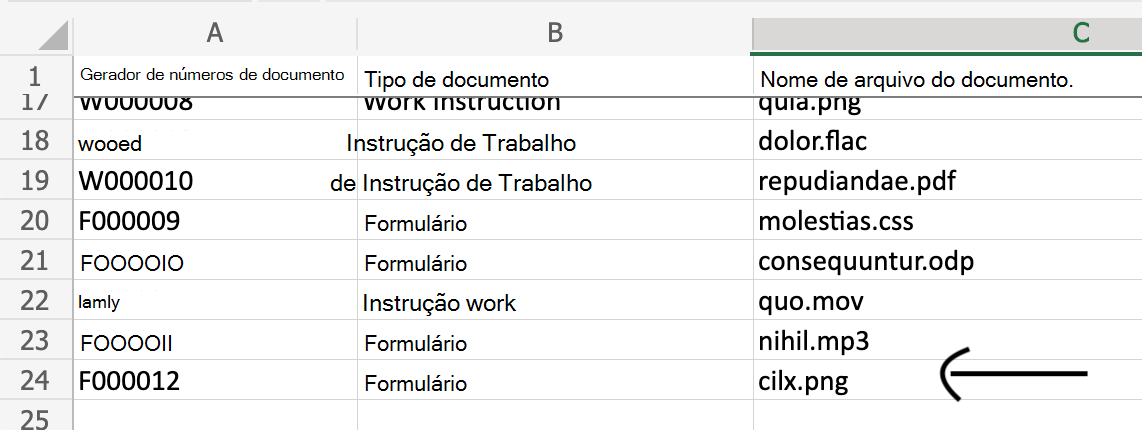 A B C
1 Gerador de números de documento Tipo de documento Nome de arquivo do documento.
17 W000008 Work Instruction quia.png
18 wooed Instrução de Trabalho dolor.flac
19 W000010 de Instrução de Trabalho repudiandae.pdf
20 F000009 Formulário molestias.css
21 FOOOOIO Formulário consequuntur.odp
22 lamly Instrução work quo.mov
23 FOOOOII Formulário nihil.mp3
24 F000012 Formulário cilx.png
25